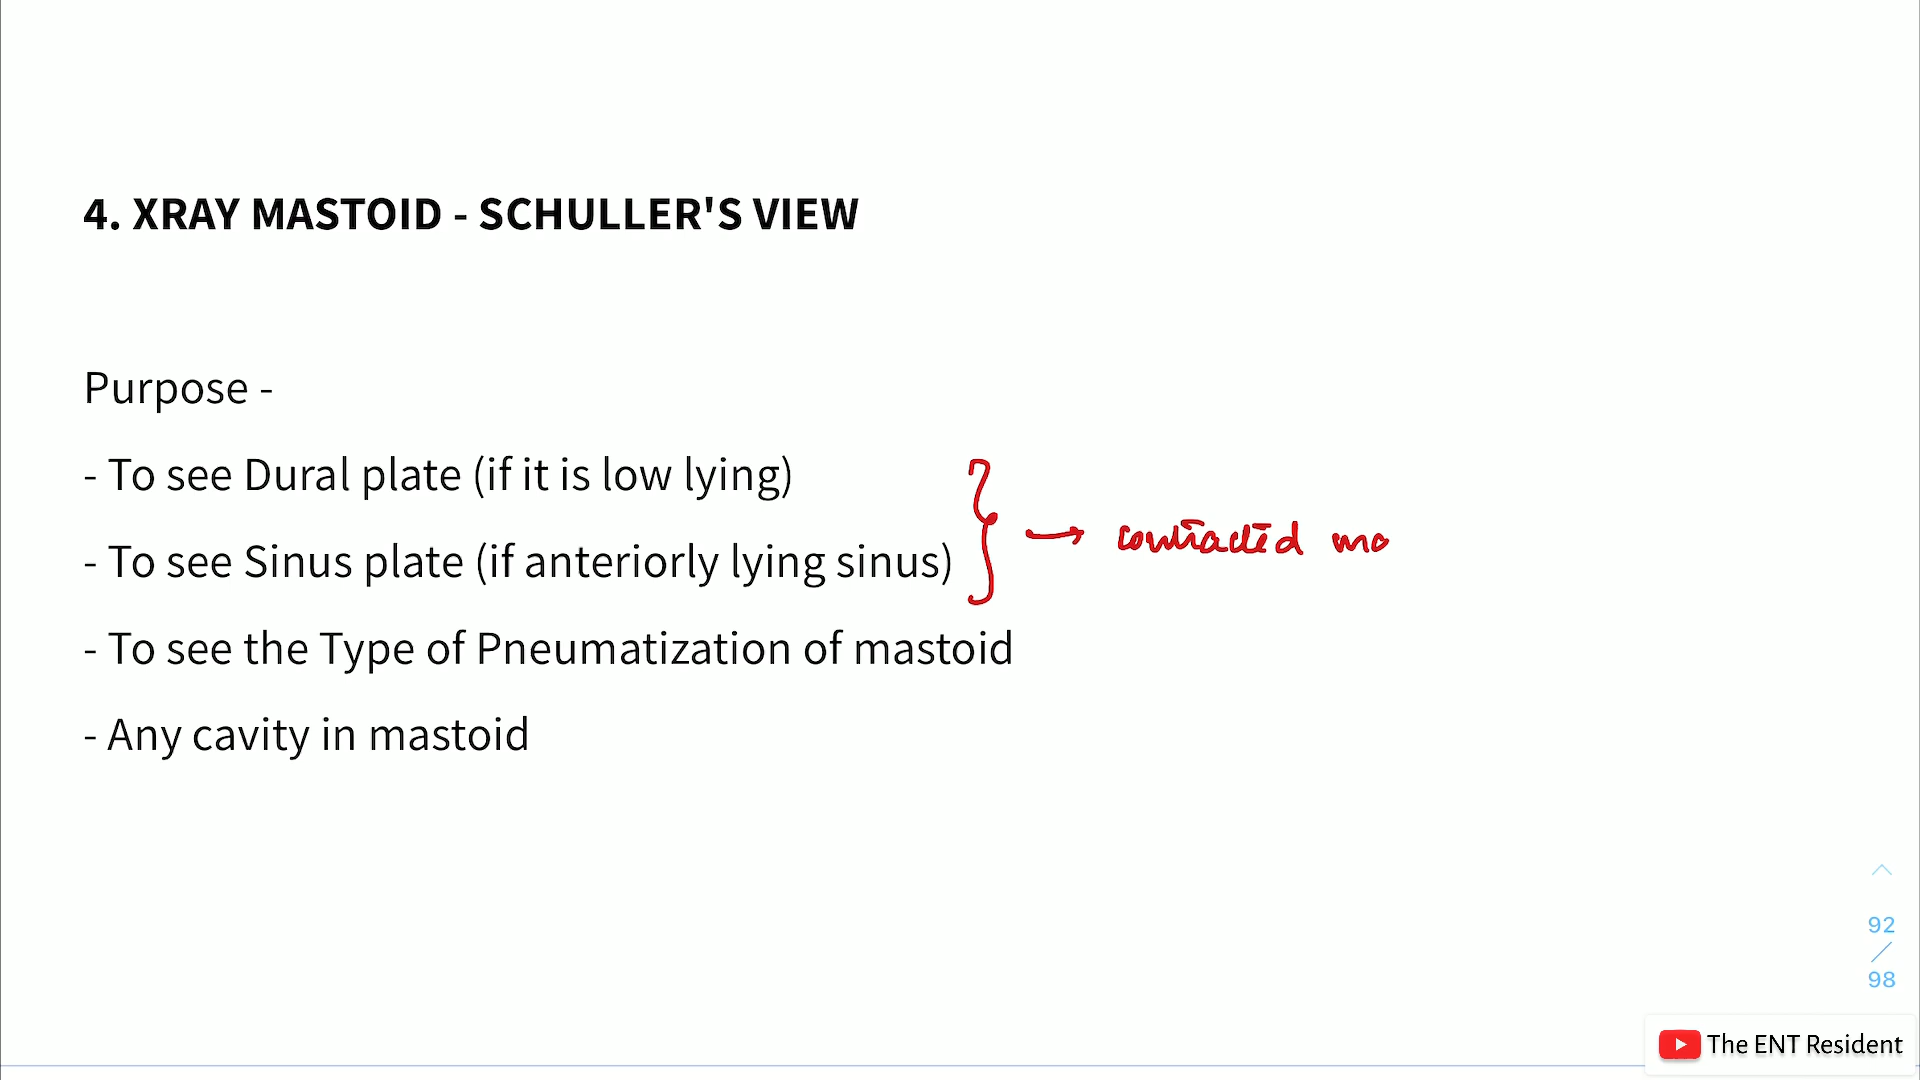 4. XRAY MASTOID - SCHULLER'S VIEW
Purpose -
- To see Dural plate (if it is low lying)
- To see Sinus plate (if anteriorly lying sinus)
→ contracted mo
- To see the Type of Pneumatization of mastoid
- Any cavity in mastoid
92
/
98
The ENT Resident